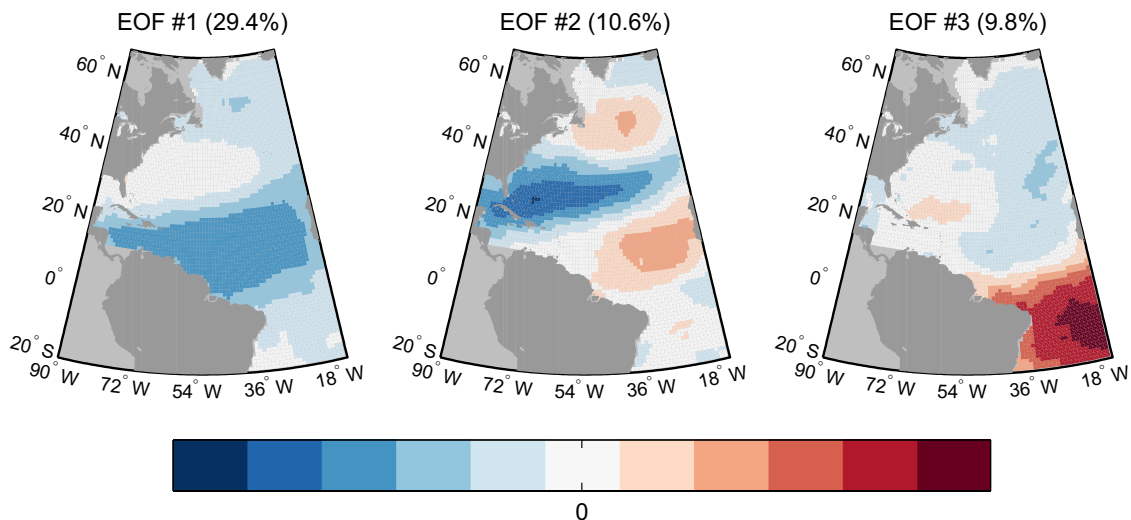 EOF #1 (29.4%) EOF #2 (10.6%) EOF #3 (9.8%)
60° N 60° N 60° N
40° N 40° N 40° N
20° N 20° N 20° N
0° 0° 0°
20° S 20° S 20° S
90° W 72° W 54° W 36° W 18° W 90° W 72° W 54° W 36° W 18° W 90° W 72° W 54° W 36° W 18° W
0